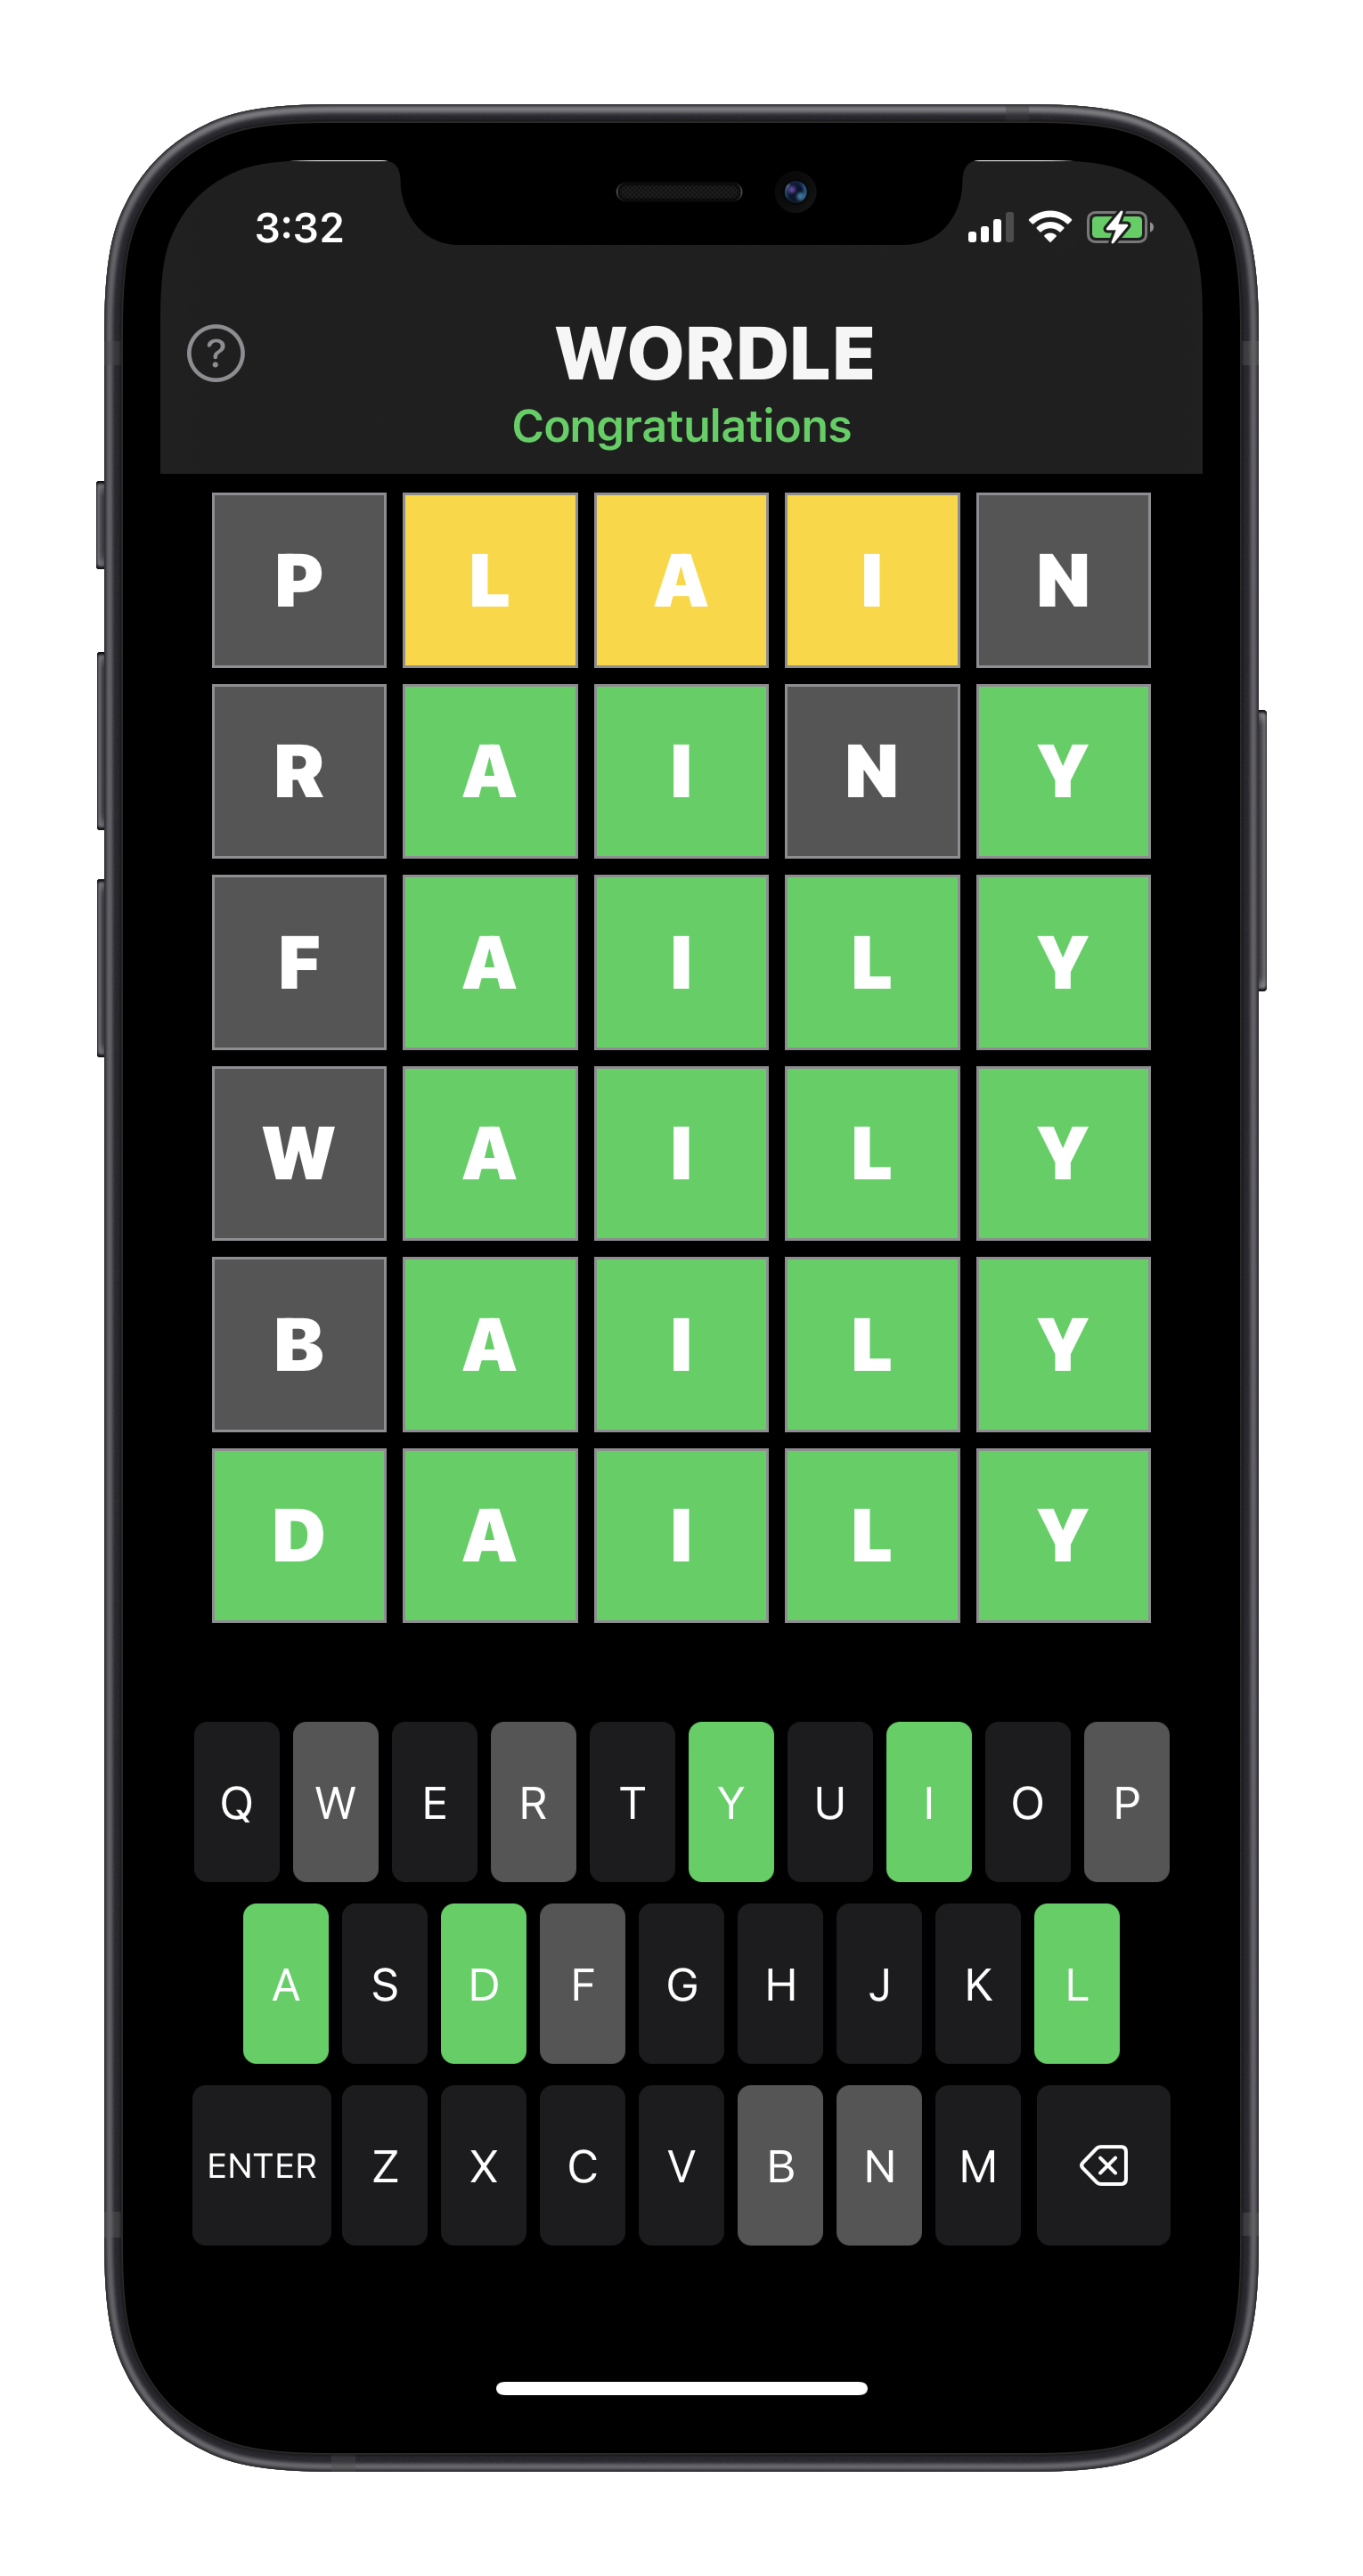 3:32
?
WORDLE
Congratulations
P L A I N
R A I N Y
F A I L Y
W A I L Y
B A I L Y
D A I L Y
Q W E R T Y U I O P
A S D F G H J K L
ENTER Z X C V B N M